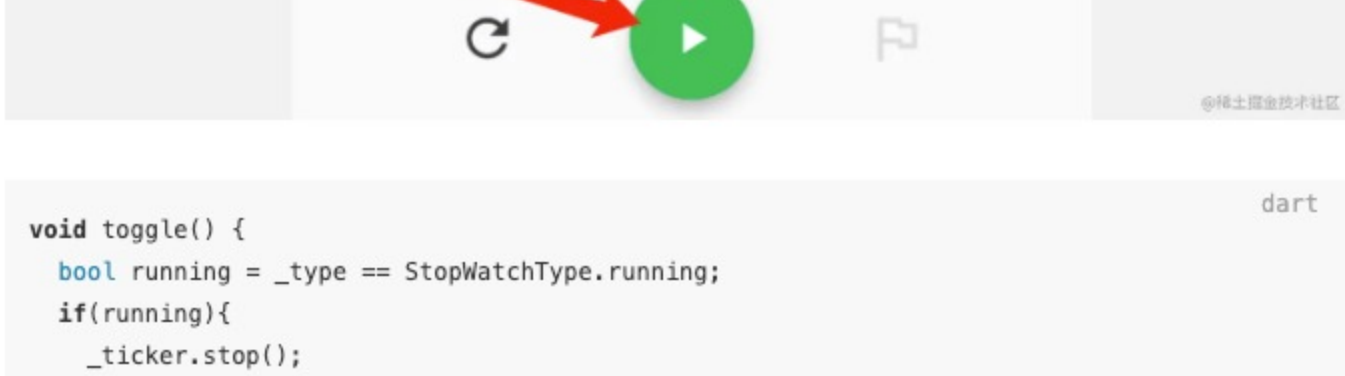 @稀土掘金技术社区
dart
void toggle() {
  bool running = _type == StopWatchType.running;
  if(running){
    _ticker.stop();